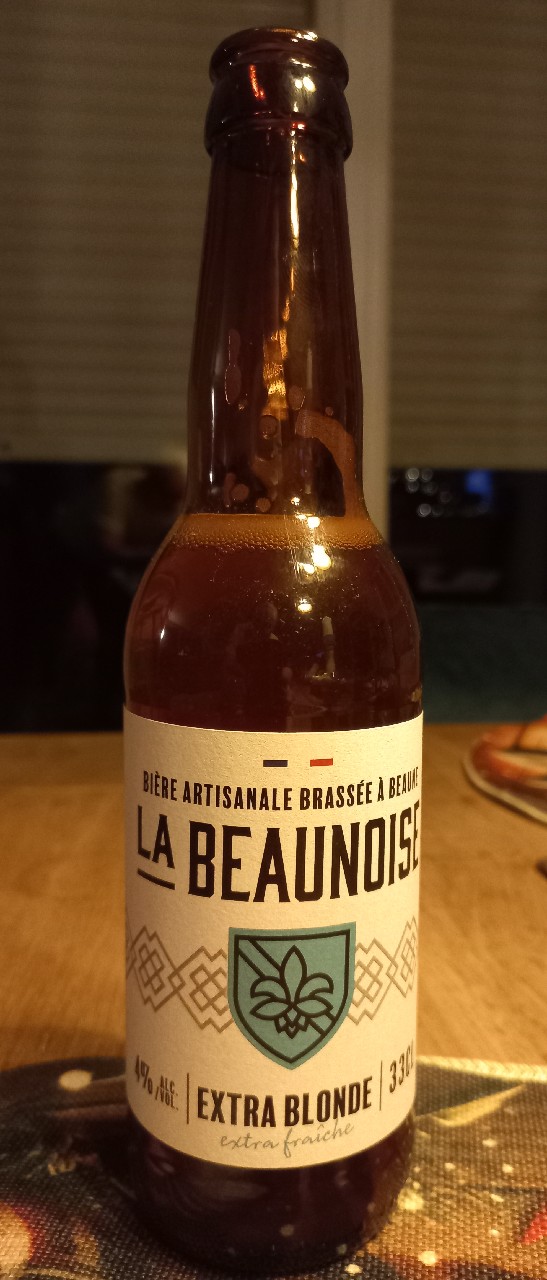 BIÈRE ARTISANALE BRASSÉE À BEAUNE
LA BEAUNOISE
4% ALC./VOL. | EXTRA BLONDE | 33CL
extra fraîche